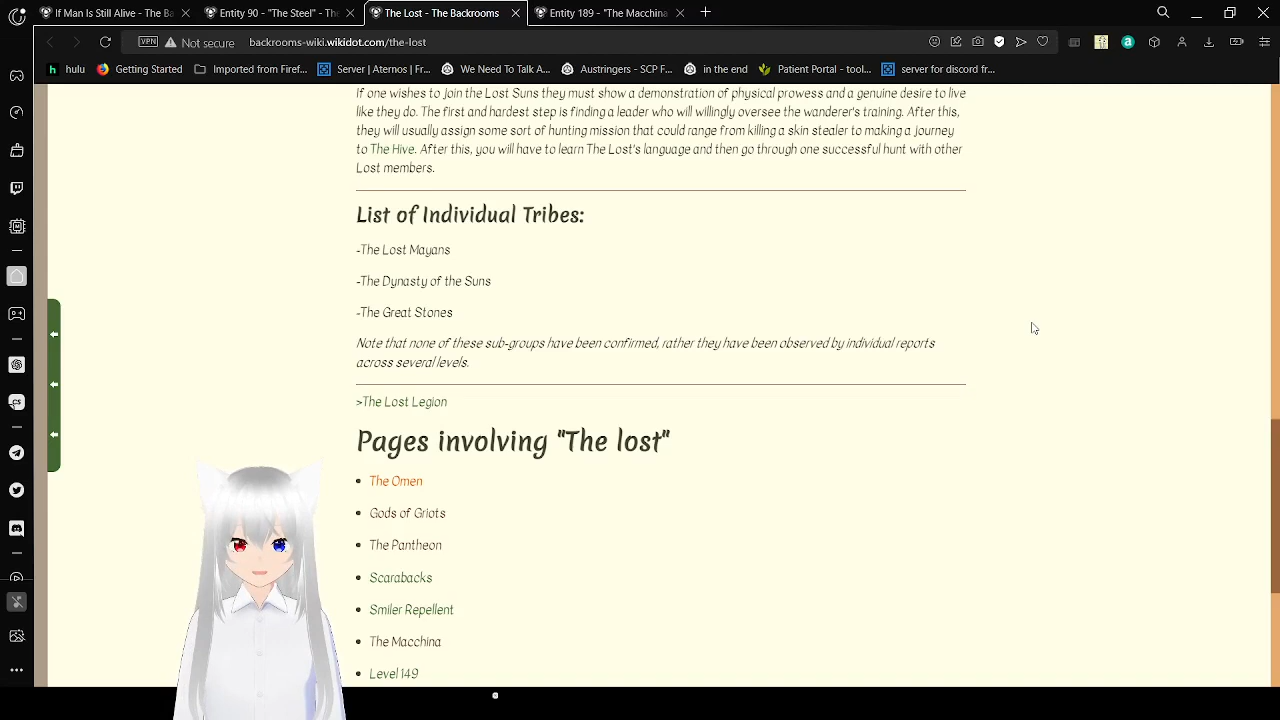 If Man Is Still Alive - The Ba
Entity 90 - "The Steel" - The
The Lost - The Backrooms
Entity 189 - "The Macchina
VPN
Not secure
backrooms-wiki.wikidot.com/the-lost
hulu
Getting Started
Imported from Firef...
Server | Aternos | Fr...
We Need To Talk A...
Austringers - SCP F...
in the end
Patient Portal - tool...
server for discord fr...
If one wishes to join the Lost Suns they must show a demonstration of physical prowess and a genuine desire to live
like they do. The first and hardest step is finding a leader who will willingly oversee the wanderer's training. After this,
they will usually assign some sort of hunting mission that could range from killing a skin stealer to making a journey
to The Hive. After this, you will have to learn The Lost's language and then go through one successful hunt with other
Lost members.
List of Individual Tribes:
-The Lost Mayans
-The Dynasty of the Suns
-The Great Stones
Note that none of these sub-groups have been confirmed, rather they have been observed by individual reports
across several levels.
>The Lost Legion
Pages involving "The lost"
The Omen
Gods of Griots
The Pantheon
Scarabacks
Smiler Repellent
The Macchina
Level 149